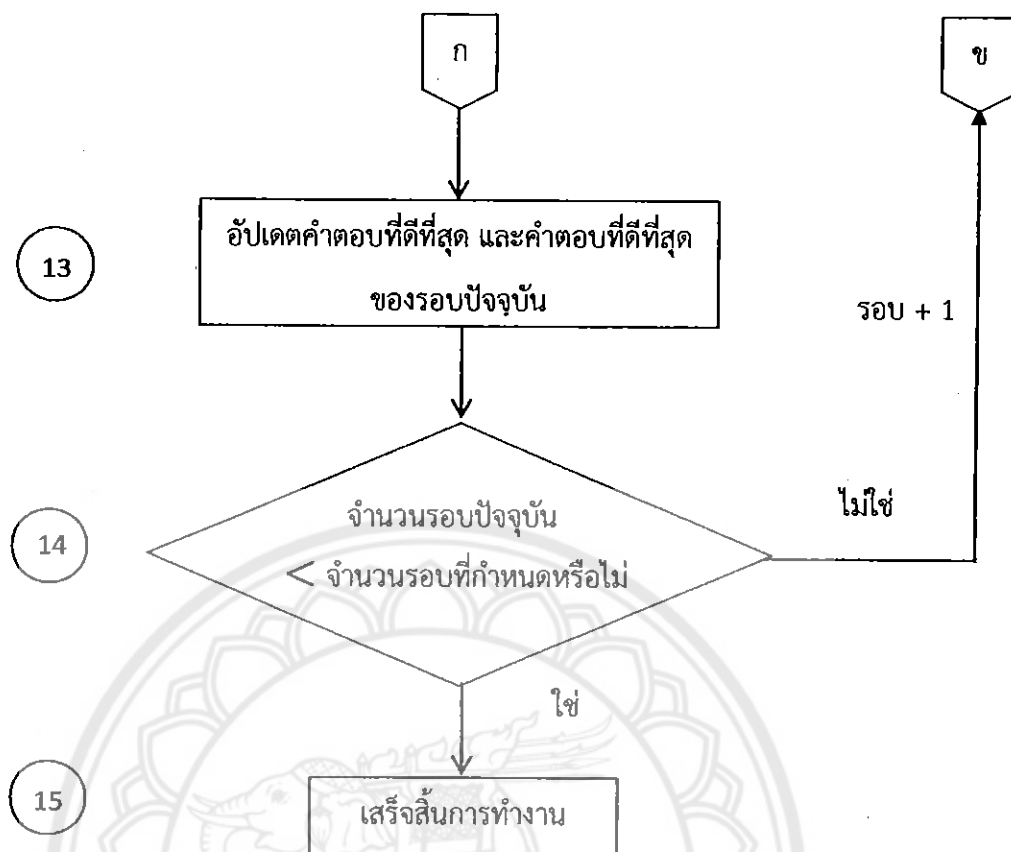 ก
ข
13
อัปเดตคำตอบที่ดีที่สุด และคำตอบที่ดีที่สุด
ของรอบปัจจุบัน
รอบ + 1
14
จำนวนรอบปัจจุบัน
< จำนวนรอบที่กำหนดหรือไม่
ไม่ใช่
ใช่
15
เสร็จสิ้นการทำงาน